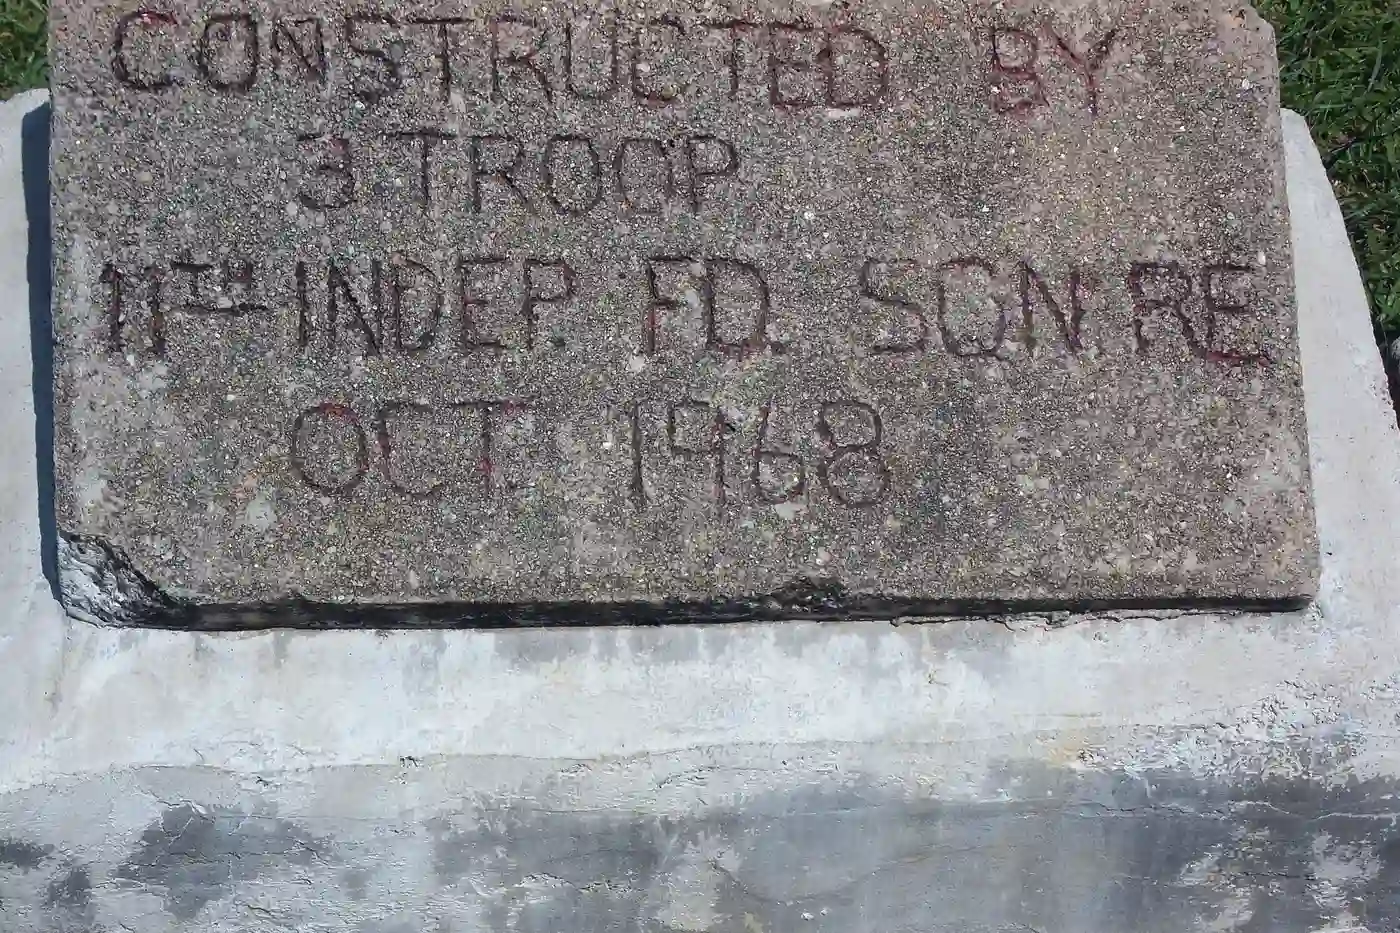 CONSTRUCTED BY
3 TROOP
11TH INDEP. FD. SQN RE
OCT. 1968